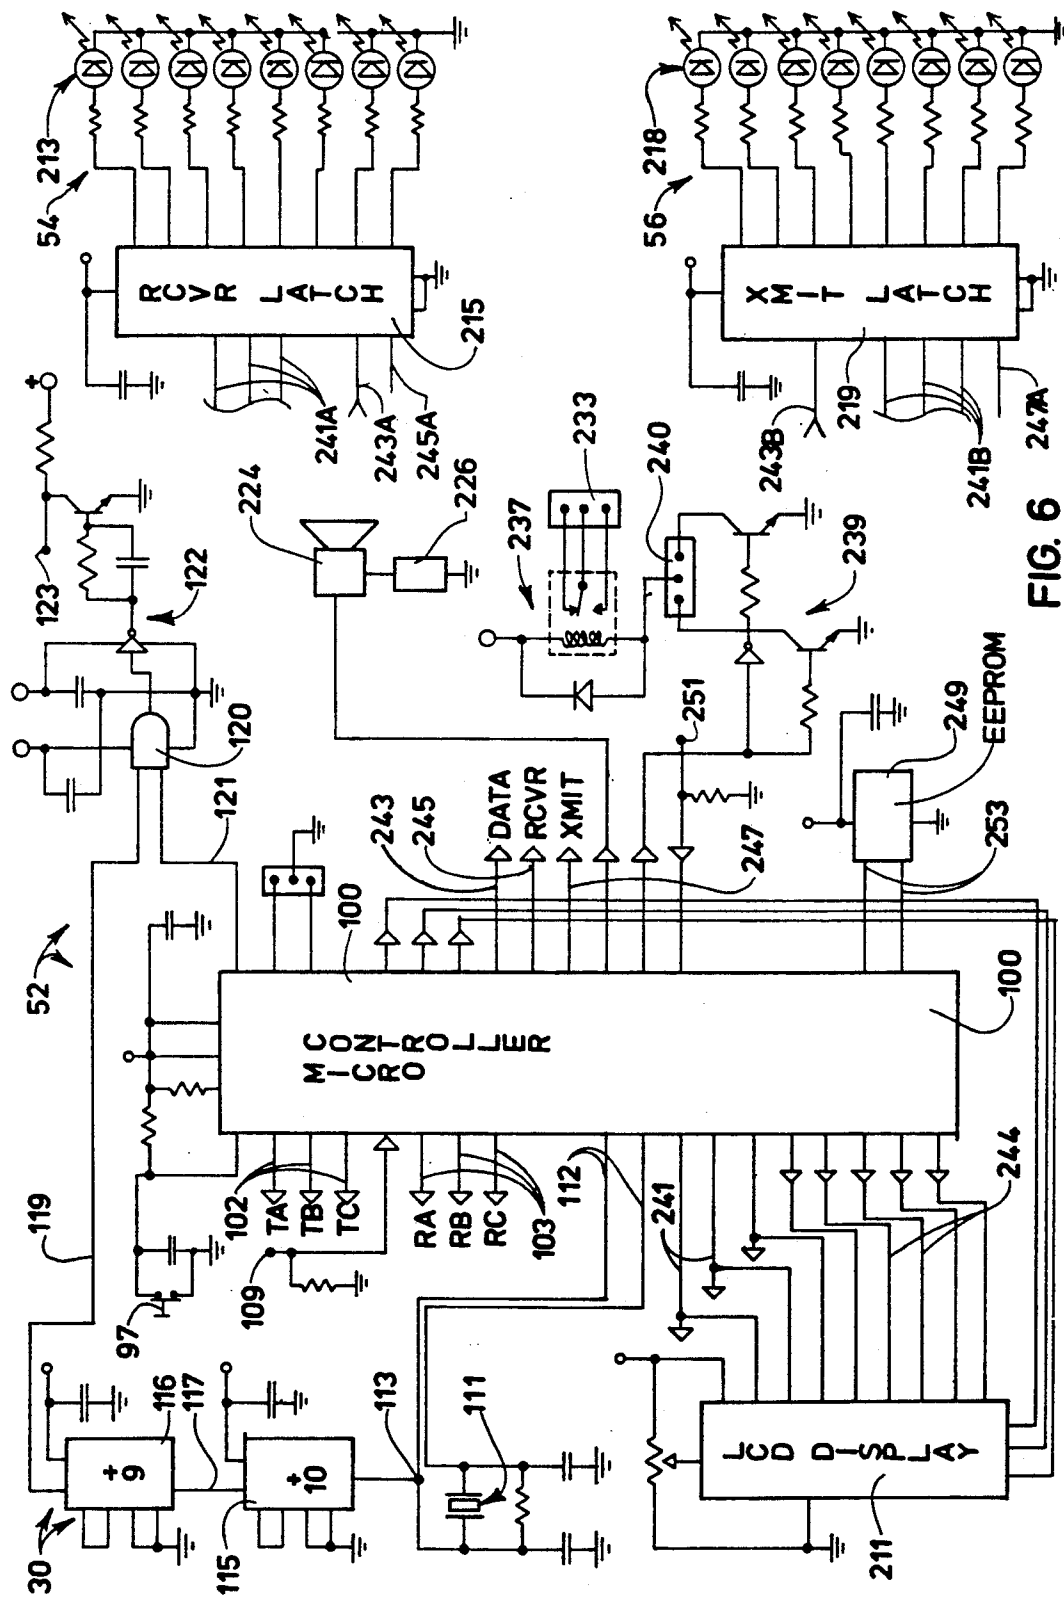 213
54
RCVR LATCH
215
241A
243A
245A
218
56
XMIT LATCH
219
243B
241B
247A
FIG. 6
+
123
122
120
121
224
226
233
237
240
239
251
249
EEPROM
253
DATA
RCVR
XMIT
243
245
247
52
100
MICRO
CONTROLLER
100
119
97
102
TA
TB
TC
109
RA
RB
RC
103
112
241
244
30
÷9
116
117
÷10
115
113
111
LCD DISPLAY
211